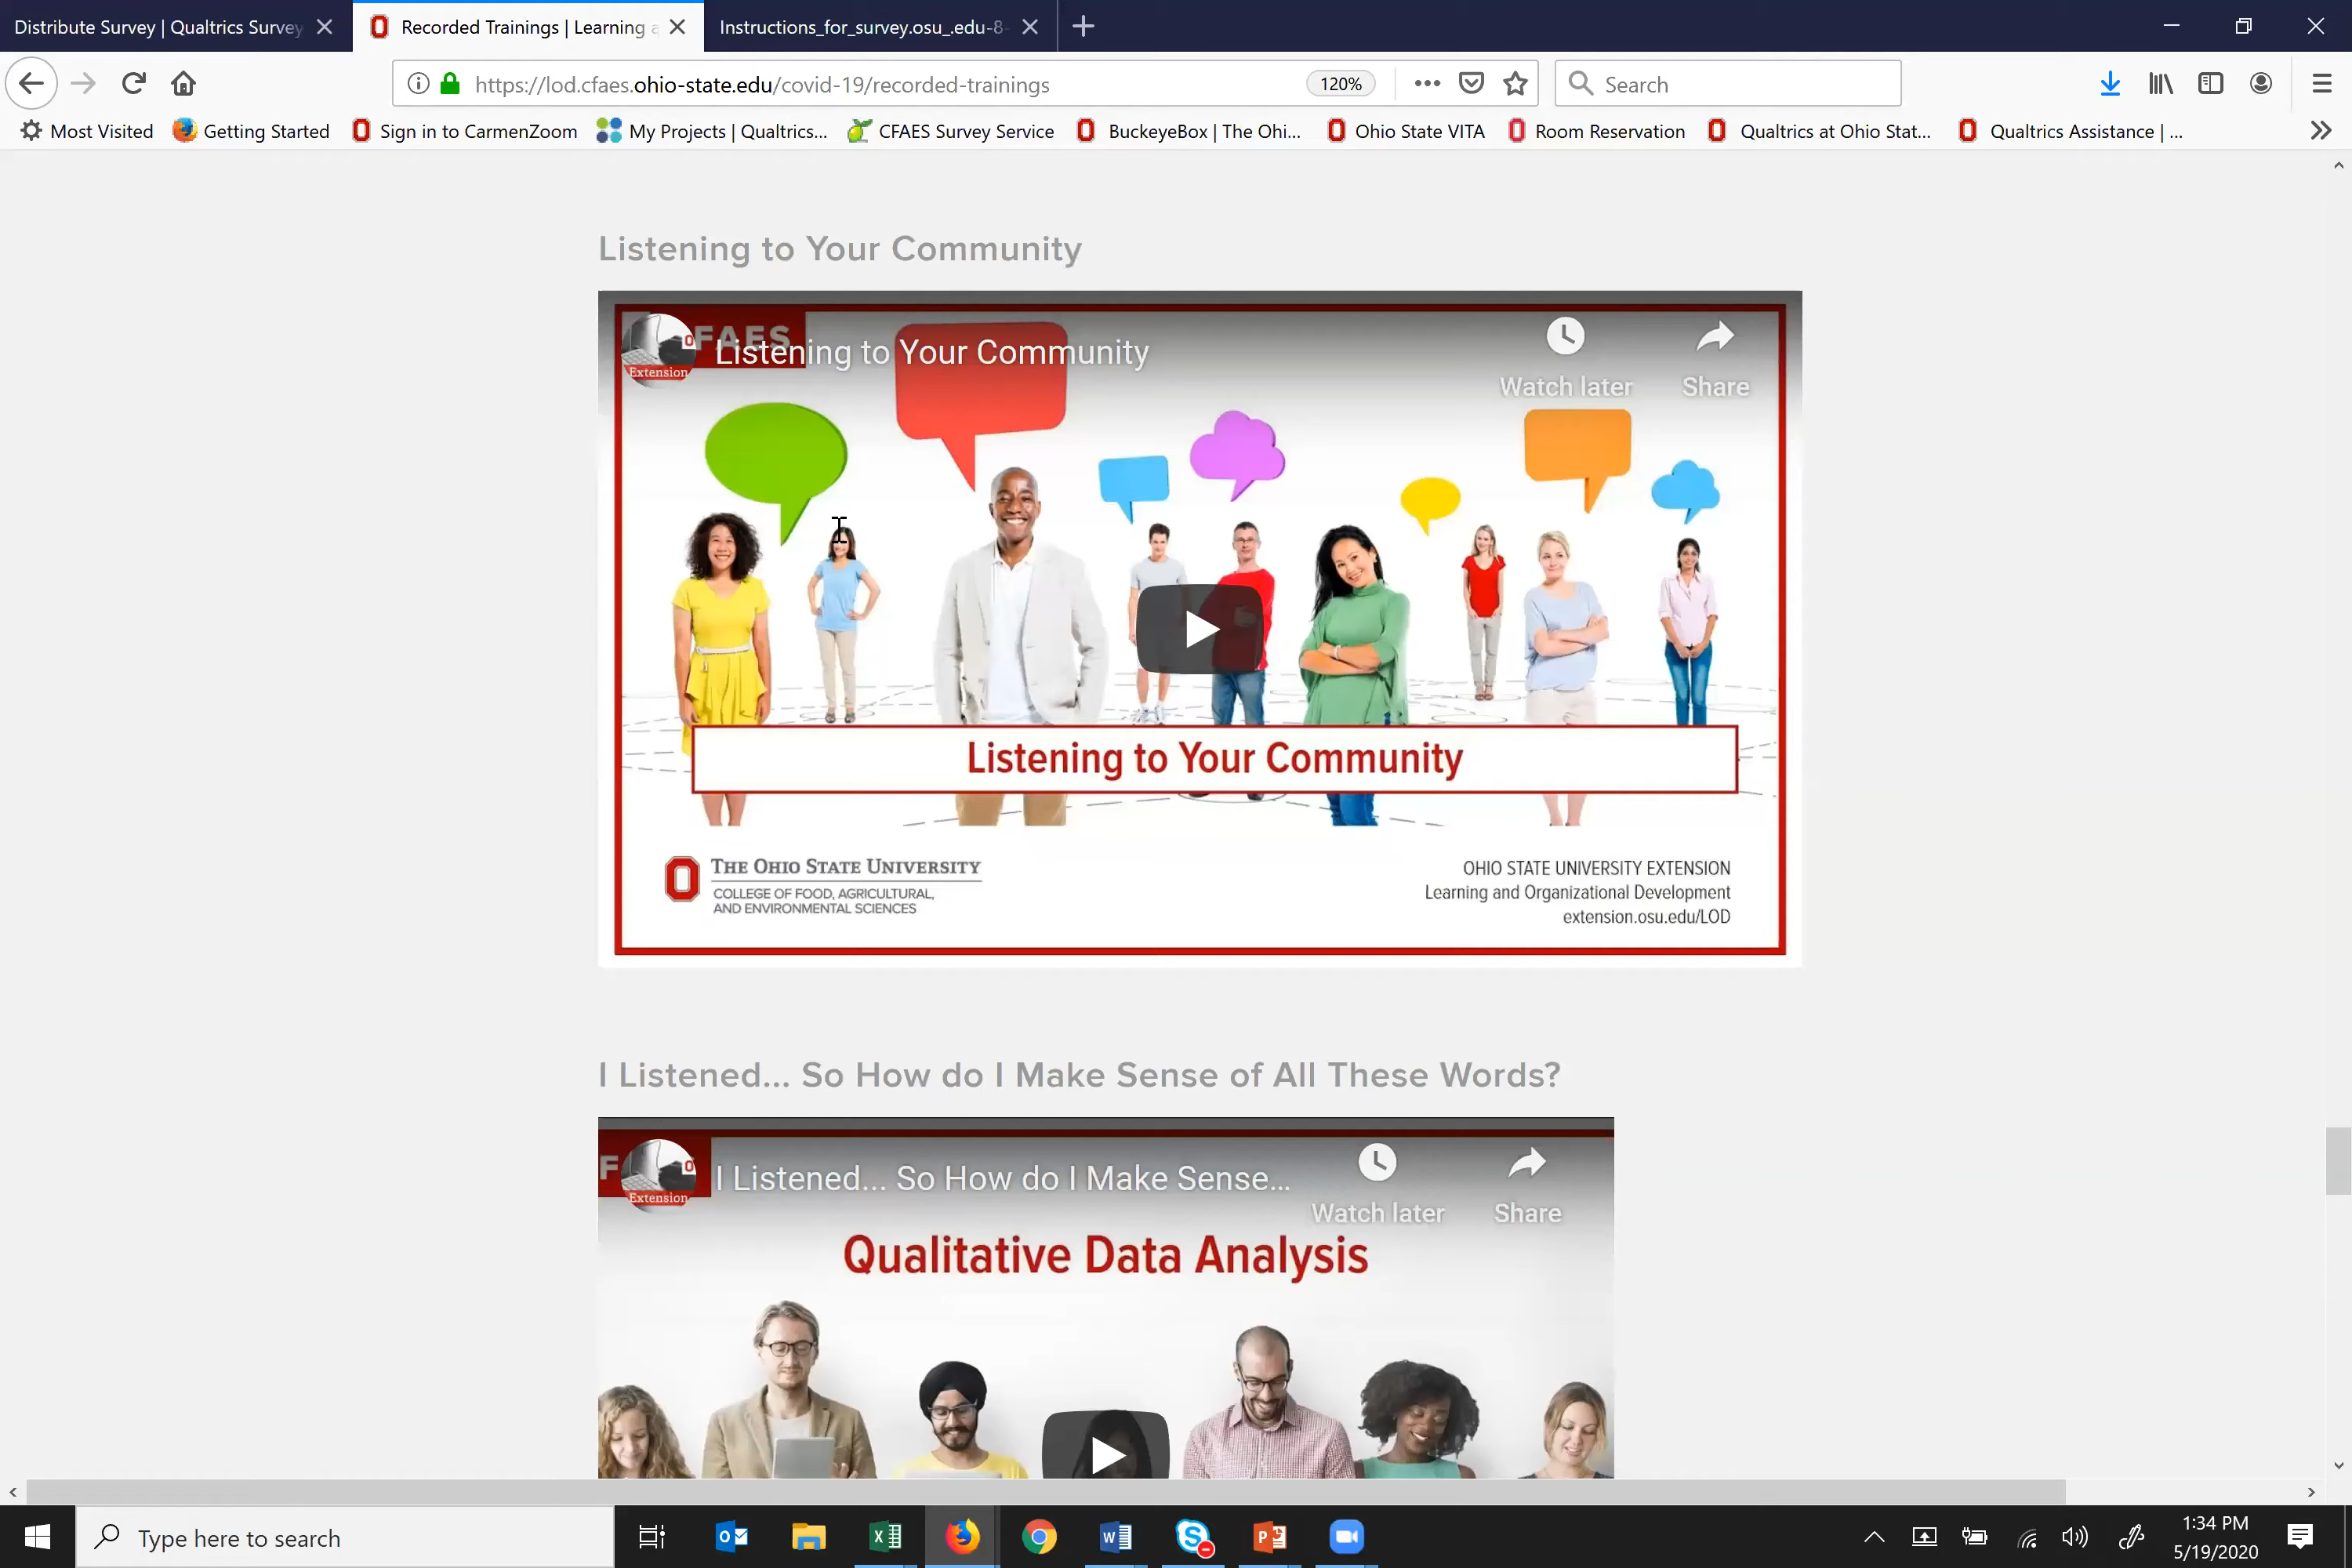 Distribute Survey | Qualtrics Survey
Recorded Trainings | Learning a
Instructions_for_survey.osu_.edu-8-
https://lod.cfaes.ohio-state.edu/covid-19/recorded-trainings
120%
Search
Most Visited
Getting Started
Sign in to CarmenZoom
My Projects | Qualtrics...
CFAES Survey Service
BuckeyeBox | The Ohi...
Ohio State VITA
Room Reservation
Qualtrics at Ohio Stat...
Qualtrics Assistance | ...
Listening to Your Community
FAES
Extension
Listening to Your Community
Watch later
Share
Listening to Your Community
THE OHIO STATE UNIVERSITY
COLLEGE OF FOOD, AGRICULTURAL,
AND ENVIRONMENTAL SCIENCES
OHIO STATE UNIVERSITY EXTENSION
Learning and Organizational Development
extension.osu.edu/LOD
I Listened... So How do I Make Sense of All These Words?
F
Extension
I Listened... So How do I Make Sense...
Watch later
Share
Qualitative Data Analysis
Type here to search
1:34 PM
5/19/2020